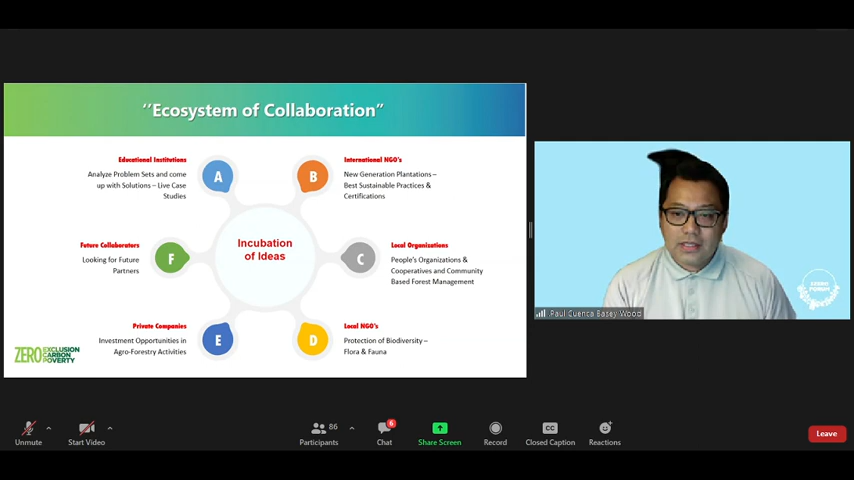 ‘‘Ecosystem of Collaboration”
Educational Institutions
Analyze Problem Sets and come
up with Solutions – Live Case
Studies
A
B
International NGO's
New Generation Plantations –
Best Sustainable Practices &
Certifications
Future Collaborators
Looking for Future
Partners
F
Incubation
of Ideas
C
Local Organizations
People's Organizations &
Cooperatives and Community
Based Forest Management
Private Companies
Investment Opportunities in
Agro-Forestry Activities
E
D
Local NGO's
Protection of Biodiversity –
Flora & Fauna
ZERO EXCLUSION
CARBON
POVERTY
FORUM
Paul Cuenca Basey Wood
Unmute
Start Video
86
Participants
6
Chat
Share Screen
Record
CC
Closed Caption
Reactions
Leave